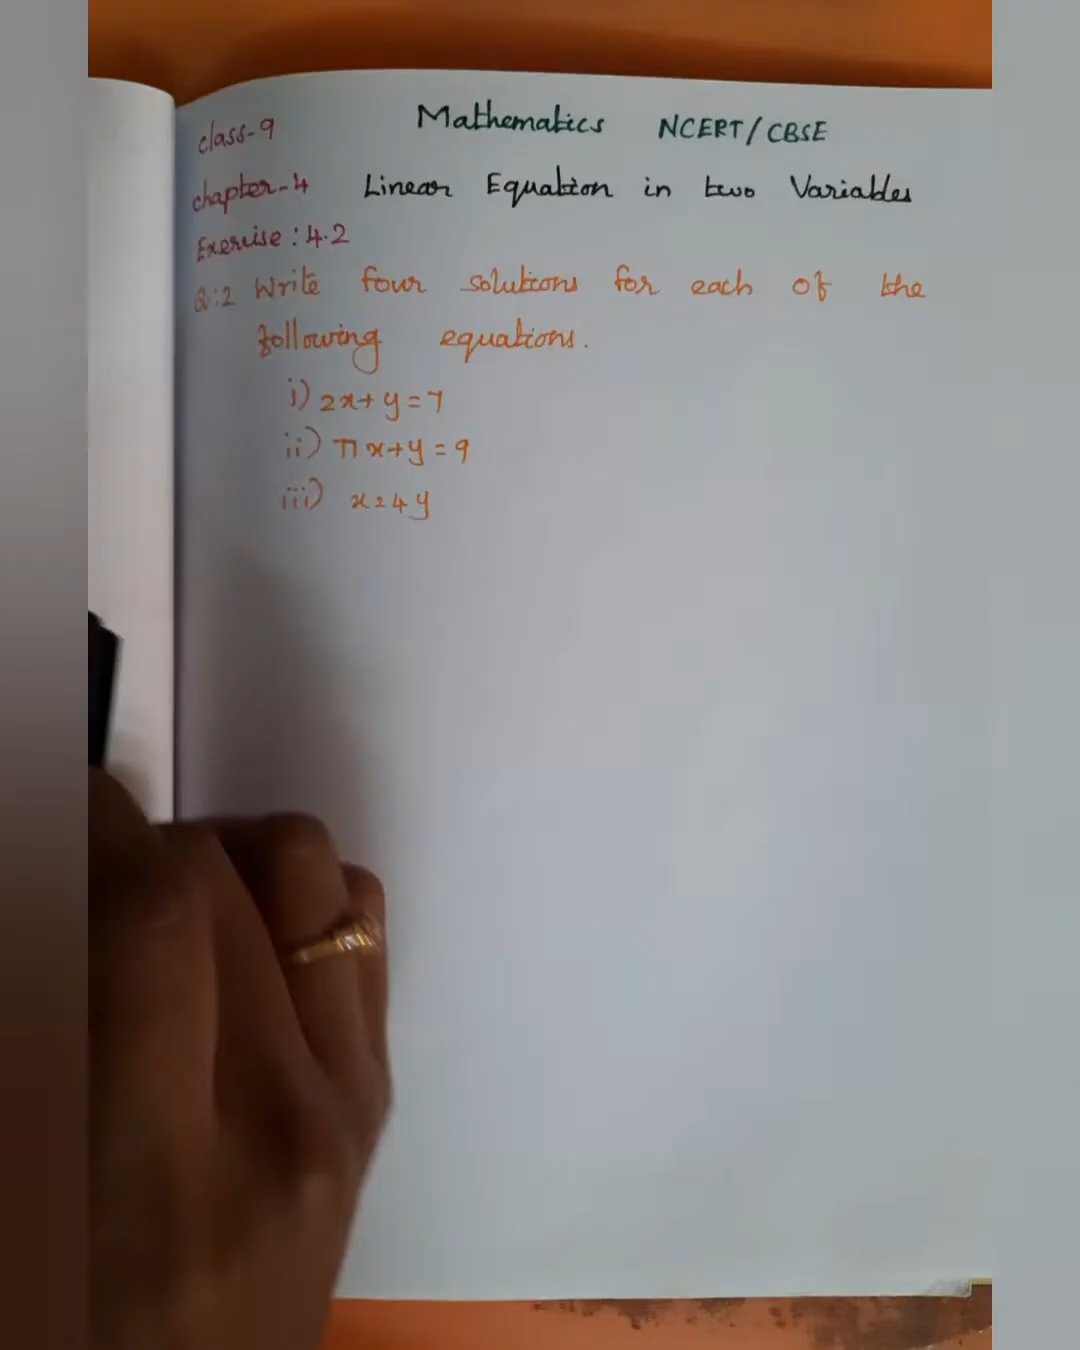 class-9 Mathematics NCERT/CBSE
chapter-4 Linear Equation in two Variables
Exercise : 4.2
Q:2 Write four solutions for each of the
following equations.
i) 2x+y=7
ii) πx+y=9
iii) x=4y